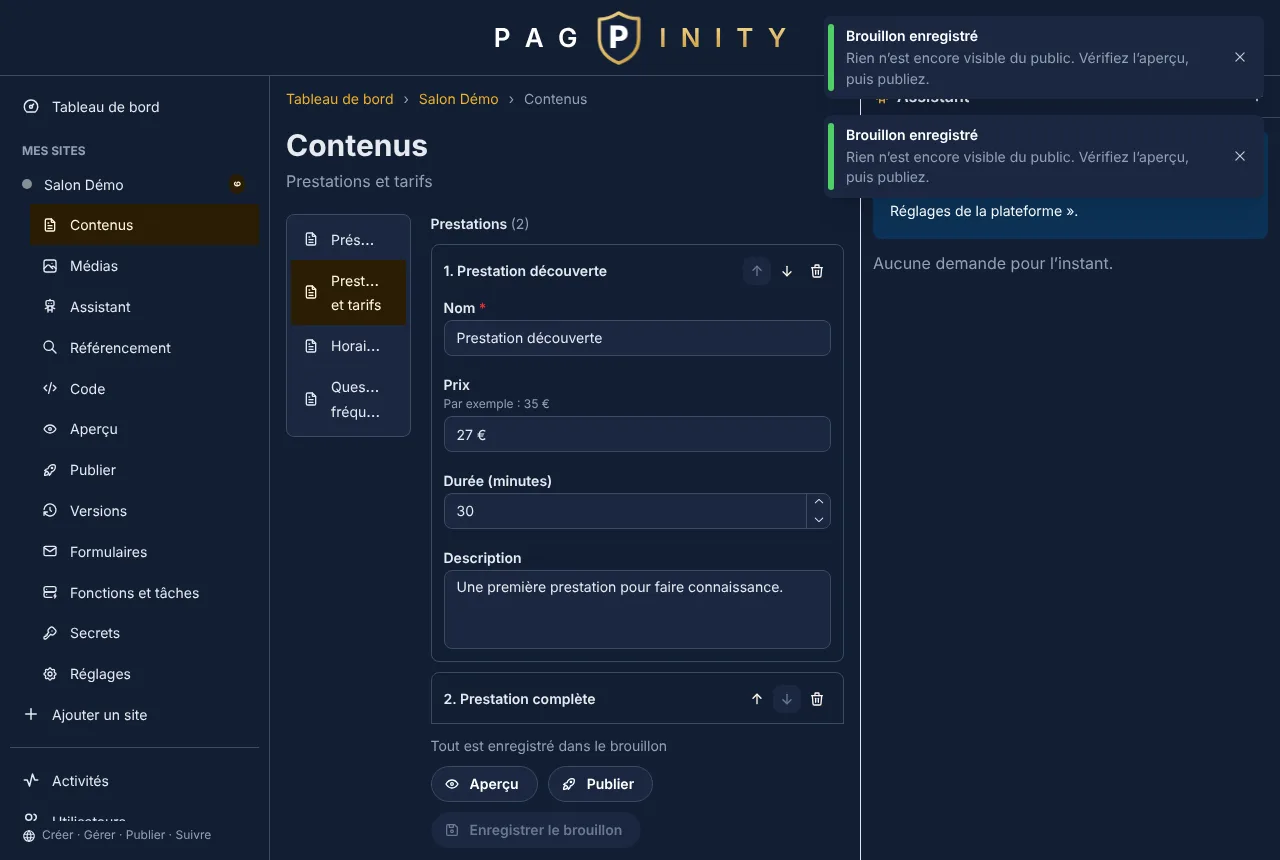 PAGPINITY
Tableau de bord
MES SITES
Salon Démo
Contenus
Médias
Assistant
Référencement
Code
Aperçu
Publier
Versions
Formulaires
Fonctions et tâches
Secrets
Réglages
Ajouter un site
Activités
Utilisateurs
Créer · Gérer · Publier · Suivre
Tableau de bord › Salon Démo › Contenus
Contenus
Prestations et tarifs
Prés…
Prest…
et tarifs
Horai…
Ques…
fréqu…
Prestations (2)
1. Prestation découverte
Nom *
Prestation découverte
Prix
Par exemple : 35 €
27 €
Durée (minutes)
30
Description
Une première prestation pour faire connaissance.
2. Prestation complète
Tout est enregistré dans le brouillon
Aperçu
Publier
Enregistrer le brouillon
Brouillon enregistré
Rien n’est encore visible du public. Vérifiez l’aperçu,
puis publiez.
Assistant
Brouillon enregistré
Rien n’est encore visible du public. Vérifiez l’aperçu,
puis publiez.
Réglages de la plateforme ».
Aucune demande pour l’instant.